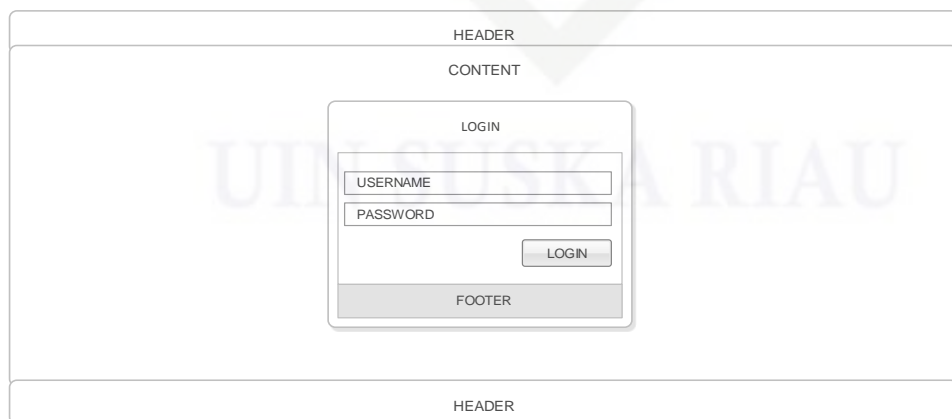 HEADER
CONTENT
LOGIN
UIN SUSKA RIAU
USERNAME
PASSWORD
LOGIN
FOOTER
HEADER